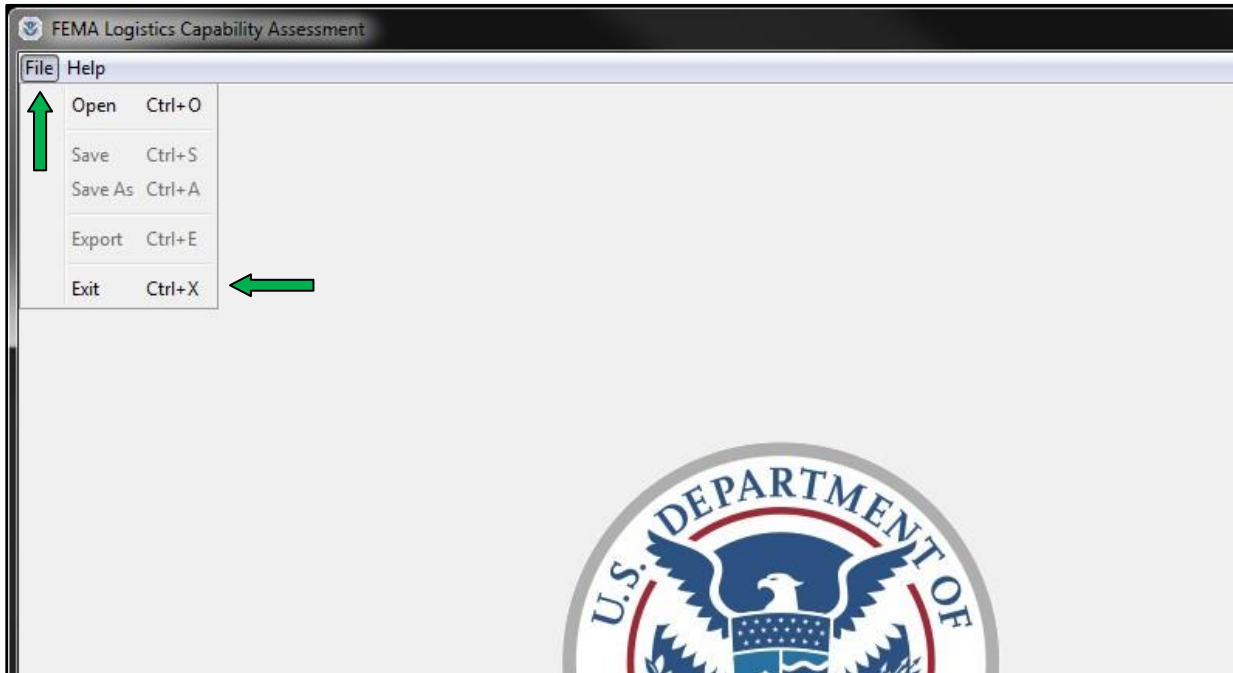 FEMA Logistics Capability Assessment
File Help
Open Ctrl+O
Save Ctrl+S
Save As Ctrl+A
Export Ctrl+E
Exit Ctrl+X
U.S. DEPARTMENT OF